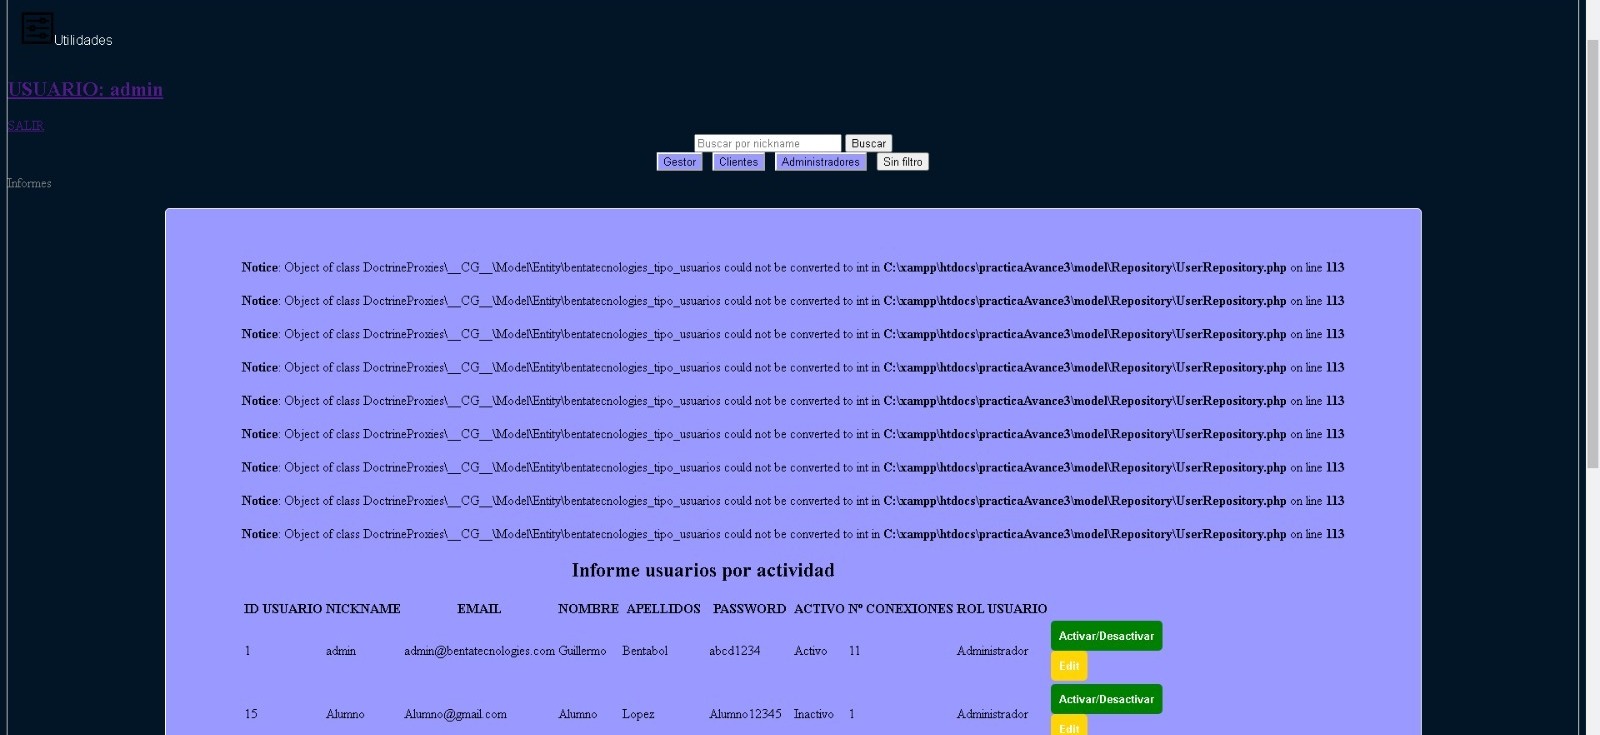 Utilidades
USUARIO: admin
SALIR
Buscar por nickname Buscar
Gestor Clientes Administradores Sin filtro
Informes
Notice: Object of class DoctrineProxies\__CG__\Model\Entity\bentatecnologies_tipo_usuarios could not be converted to int in C:\xampp\htdocs\practicaAvance3\model\Repository\UserRepository.php on line 113
Notice: Object of class DoctrineProxies\__CG__\Model\Entity\bentatecnologies_tipo_usuarios could not be converted to int in C:\xampp\htdocs\practicaAvance3\model\Repository\UserRepository.php on line 113
Notice: Object of class DoctrineProxies\__CG__\Model\Entity\bentatecnologies_tipo_usuarios could not be converted to int in C:\xampp\htdocs\practicaAvance3\model\Repository\UserRepository.php on line 113
Notice: Object of class DoctrineProxies\__CG__\Model\Entity\bentatecnologies_tipo_usuarios could not be converted to int in C:\xampp\htdocs\practicaAvance3\model\Repository\UserRepository.php on line 113
Notice: Object of class DoctrineProxies\__CG__\Model\Entity\bentatecnologies_tipo_usuarios could not be converted to int in C:\xampp\htdocs\practicaAvance3\model\Repository\UserRepository.php on line 113
Notice: Object of class DoctrineProxies\__CG__\Model\Entity\bentatecnologies_tipo_usuarios could not be converted to int in C:\xampp\htdocs\practicaAvance3\model\Repository\UserRepository.php on line 113
Notice: Object of class DoctrineProxies\__CG__\Model\Entity\bentatecnologies_tipo_usuarios could not be converted to int in C:\xampp\htdocs\practicaAvance3\model\Repository\UserRepository.php on line 113
Notice: Object of class DoctrineProxies\__CG__\Model\Entity\bentatecnologies_tipo_usuarios could not be converted to int in C:\xampp\htdocs\practicaAvance3\model\Repository\UserRepository.php on line 113
Notice: Object of class DoctrineProxies\__CG__\Model\Entity\bentatecnologies_tipo_usuarios could not be converted to int in C:\xampp\htdocs\practicaAvance3\model\Repository\UserRepository.php on line 113
Informe usuarios por actividad
ID USUARIO NICKNAME EMAIL NOMBRE APELLIDOS PASSWORD ACTIVO Nº CONEXIONES ROL USUARIO
1 admin admin@bentatecnologies.com Guillermo Bentabol abcd1234 Activo 11 Administrador Activar/Desactivar
Edit
15 Alumno Alumno@gmail.com Alumno Lopez Alumno12345 Inactivo 1 Administrador Activar/Desactivar
Edit